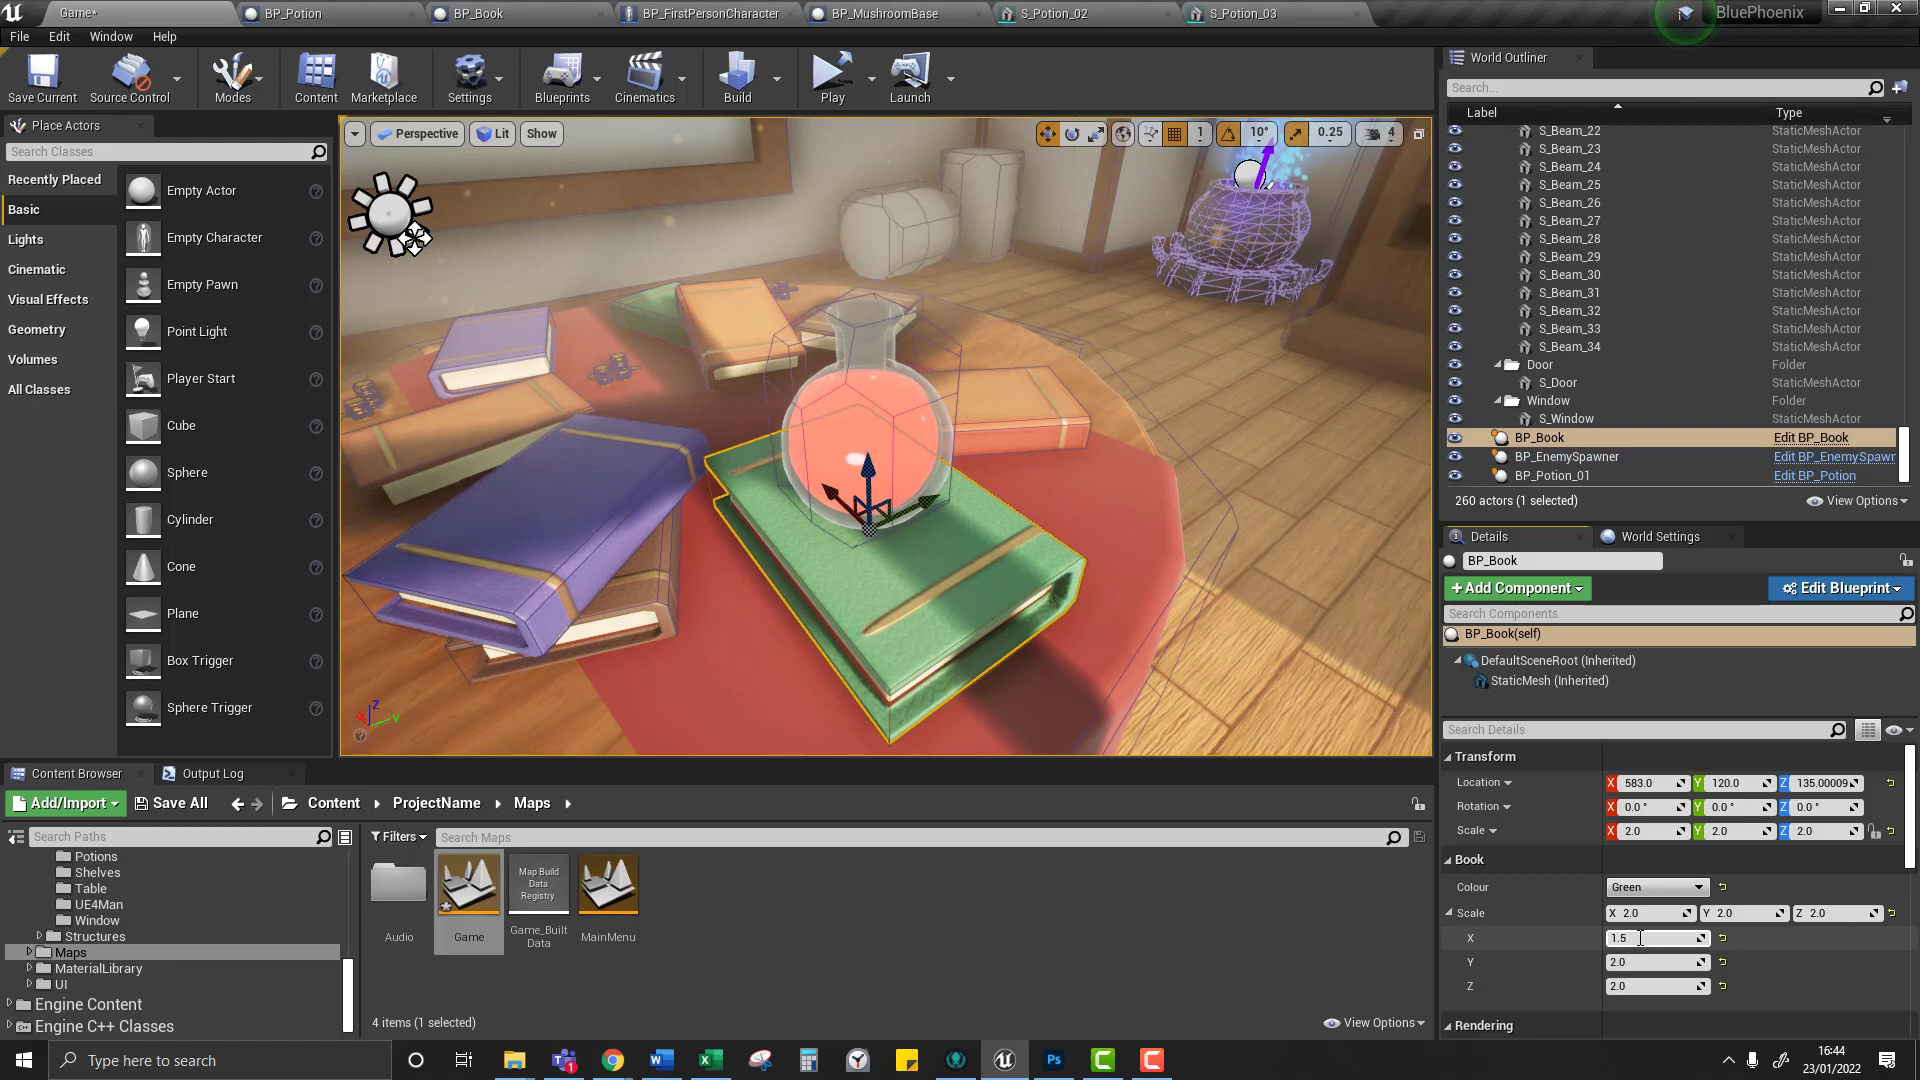 Game*
BP_Potion
BP_Book
BP_FirstPersonCharacter
BP_MushroomBase
S_Potion_02
S_Potion_03
BluePhoenix
File
Edit
Window
Help
Save Current
Source Control
Modes
Content
Marketplace
Settings
Blueprints
Cinematics
Build
Play
Launch
Place Actors
Search Classes
Recently Placed
Basic
Lights
Cinematic
Visual Effects
Geometry
Volumes
All Classes
Empty Actor
Empty Character
Empty Pawn
Point Light
Player Start
Cube
Sphere
Cylinder
Cone
Plane
Box Trigger
Sphere Trigger
Perspective
Lit
Show
1
10°
0.25
4
Z
X
Y
World Outliner
Search...
Label
Type
S_Beam_22 StaticMeshActor
S_Beam_23 StaticMeshActor
S_Beam_24 StaticMeshActor
S_Beam_25 StaticMeshActor
S_Beam_26 StaticMeshActor
S_Beam_27 StaticMeshActor
S_Beam_28 StaticMeshActor
S_Beam_29 StaticMeshActor
S_Beam_30 StaticMeshActor
S_Beam_31 StaticMeshActor
S_Beam_32 StaticMeshActor
S_Beam_33 StaticMeshActor
S_Beam_34 StaticMeshActor
Door Folder
S_Door StaticMeshActor
Window Folder
S_Window StaticMeshActor
BP_Book Edit BP_Book
BP_EnemySpawner Edit BP_EnemySpawr
BP_Potion_01 Edit BP_Potion
260 actors (1 selected)
View Options
Details
World Settings
BP_Book
+Add Component
Edit Blueprint
Search Components
BP_Book(self)
DefaultSceneRoot (Inherited)
StaticMesh (Inherited)
Search Details
Transform
Location X 583.0 Y 120.0 Z 135.00009
Rotation X 0.0° Y 0.0° Z 0.0°
Scale X 2.0 Y 2.0 Z 2.0
Book
Colour Green
Scale X 2.0 Y 2.0 Z 2.0
X 1.5
Y 2.0
Z 2.0
Rendering
Content Browser
Output Log
Add/Import
Save All
Content
ProjectName
Maps
Search Paths
Filters
Search Maps
Potions
Shelves
Table
UE4Man
Window
Structures
Maps
MaterialLibrary
UI
Engine Content
Engine C++ Classes
Map Build
Data
Registry
Audio
Game
Game_Built
Data
MainMenu
4 items (1 selected)
View Options
Type here to search
16:44
23/01/2022